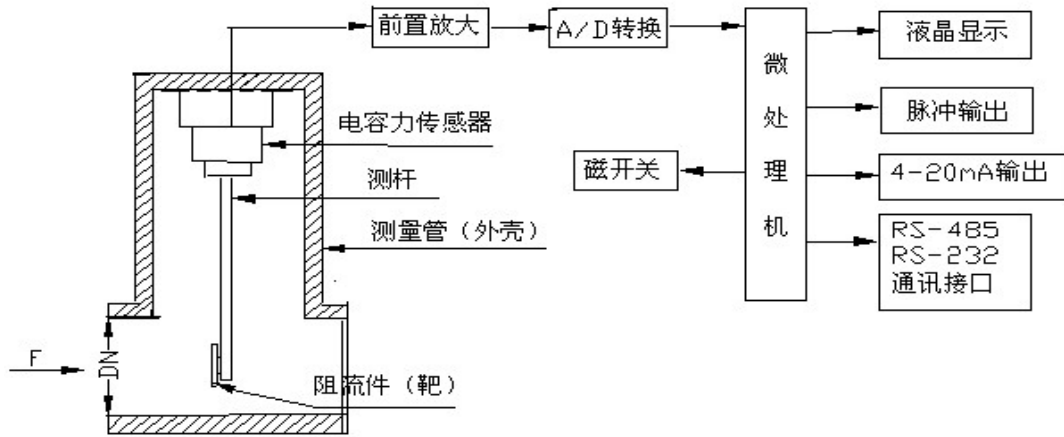 前置放大
A/D转换
微处理机
液晶显示
脉冲输出
4-20mA输出
RS-485
RS-232
通讯接口
磁开关
电容力传感器
测杆
测量管（外壳）
F
DN
阻流件（靶）